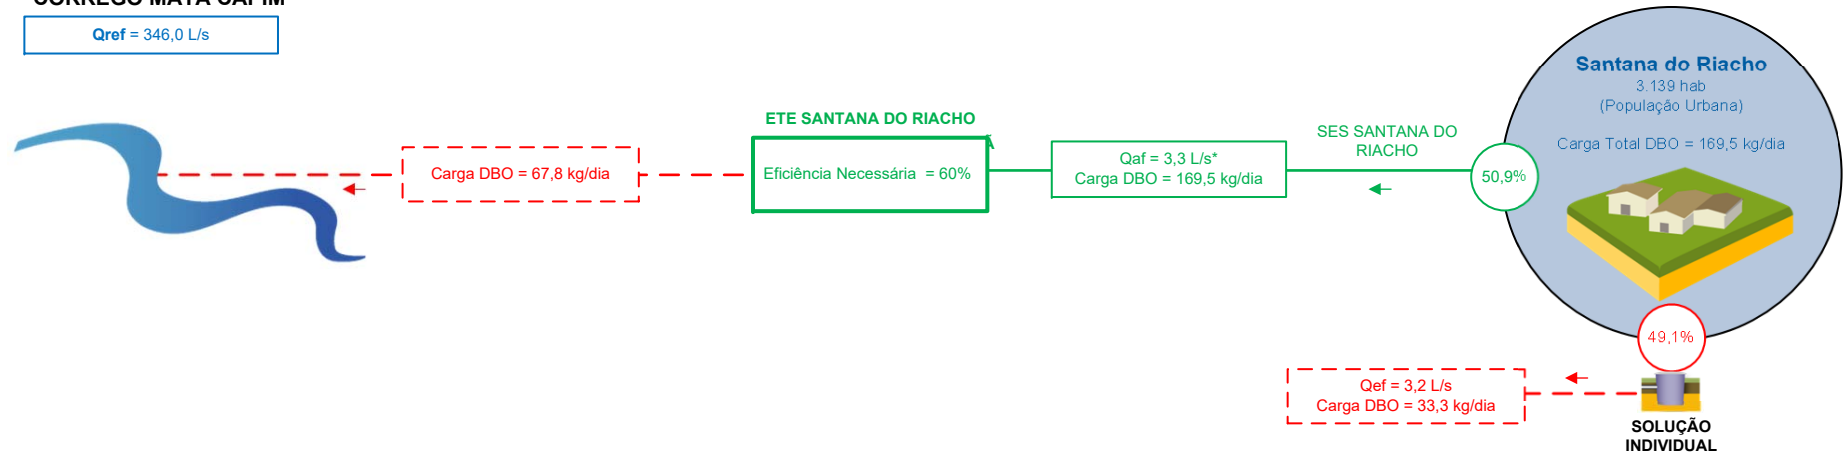 CÓRREGO MATA CAPIM
Qref = 346,0 L/s
Carga DBO = 67,8 kg/dia
ETE SANTANA DO RIACHO
Eficiência Necessária = 60%
Qaf = 3,3 L/s*
Carga DBO = 169,5 kg/dia
SES SANTANA DO
RIACHO
50,9%
Santana do Riacho
3.139 hab
(População Urbana)
Carga Total DBO = 169,5 kg/dia
49,1%
Qef = 3,2 L/s
Carga DBO = 33,3 kg/dia
SOLUÇÃO
INDIVIDUAL